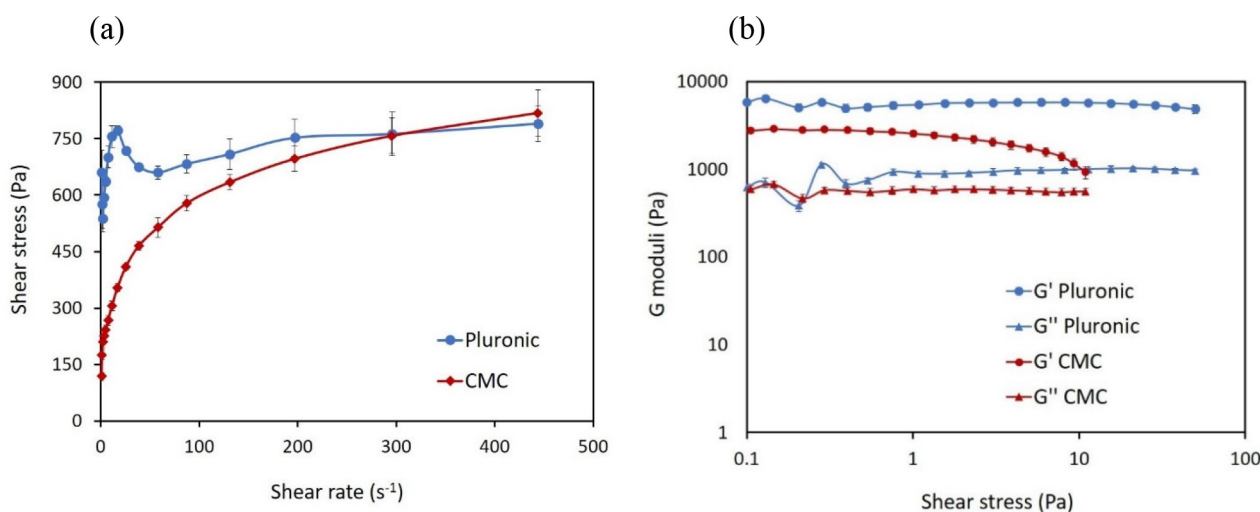 (a)
900
750
600
450
300
150
0
0 100 200 300 400 500
Shear stress (Pa)
Shear rate (s⁻¹)
Pluronic
CMC
(b)
10000
1000
100
10
1
0.1 1 10 100
G moduli (Pa)
Shear stress (Pa)
G' Pluronic
G'' Pluronic
G' CMC
G'' CMC